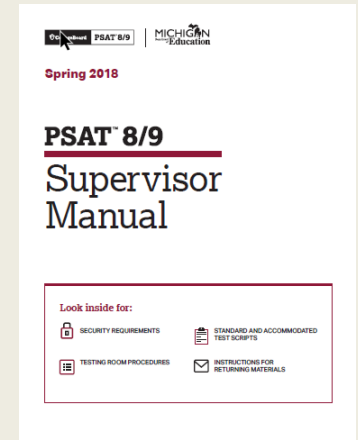 PSAT 8/9
MICHIGAN
Education
Spring 2018
PSAT™ 8/9
Supervisor
Manual
Look inside for:
SECURITY REQUIREMENTS
STANDARD AND ACCOMMODATED
TEST SCRIPTS
TESTING ROOM PROCEDURES
INSTRUCTIONS FOR
RETURNING MATERIALS